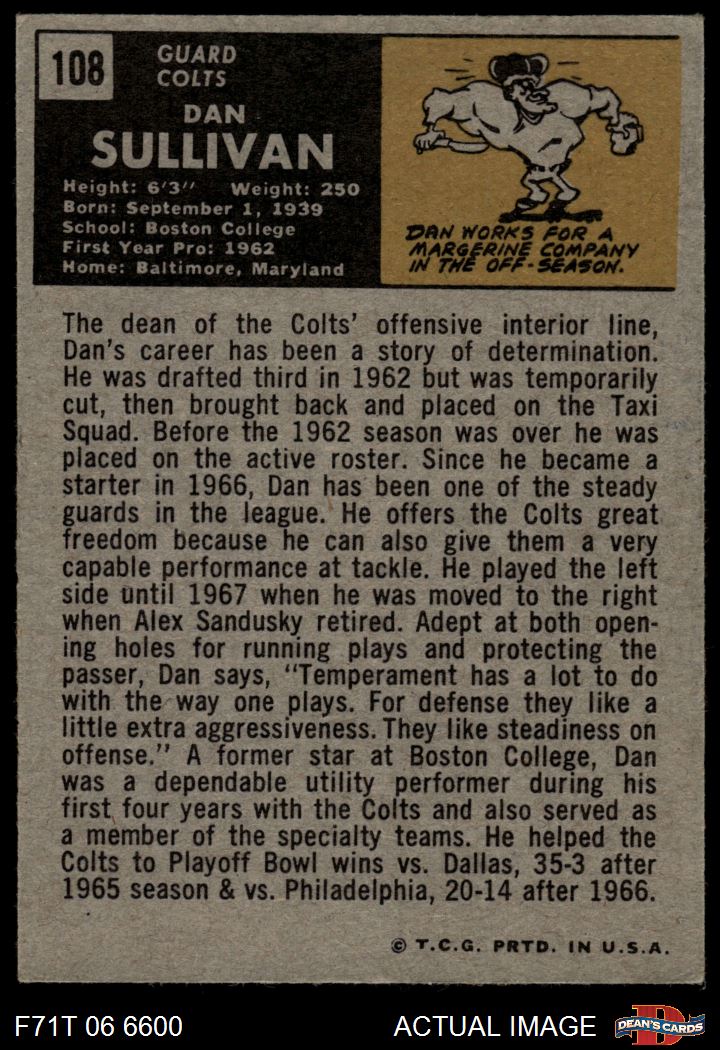 108
GUARD
COLTS
DAN
SULLIVAN
Height: 6'3" Weight: 250
Born: September 1, 1939
School: Boston College
First Year Pro: 1962
Home: Baltimore, Maryland
DAN WORKS FOR A
MARGERINE COMPANY
IN THE OFF-SEASON.
The dean of the Colts' offensive interior line,
Dan's career has been a story of determination.
He was drafted third in 1962 but was temporarily
cut, then brought back and placed on the Taxi
Squad. Before the 1962 season was over he was
placed on the active roster. Since he became a
starter in 1966, Dan has been one of the steady
guards in the league. He offers the Colts great
freedom because he can also give them a very
capable performance at tackle. He played the left
side until 1967 when he was moved to the right
when Alex Sandusky retired. Adept at both open-
ing holes for running plays and protecting the
passer, Dan says, "Temperament has a lot to do
with the way one plays. For defense they like a
little extra aggressiveness. They like steadiness on
offense." A former star at Boston College, Dan
was a dependable utility performer during his
first four years with the Colts and also served as
a member of the specialty teams. He helped the
Colts to Playoff Bowl wins vs. Dallas, 35-3 after
1965 season & vs. Philadelphia, 20-14 after 1966.
© T.C.G. PRTD. IN U.S.A.
F71T 06 6600
ACTUAL IMAGE
DEAN'S CARDS